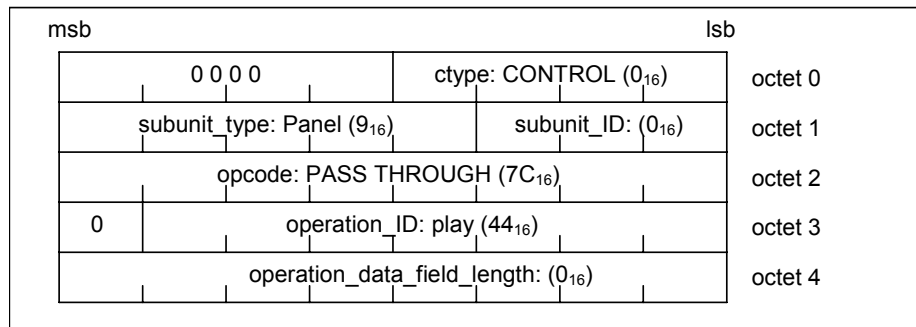 msb lsb
0 0 0 0 ctype: CONTROL (0₁₆) octet 0
subunit_type: Panel (9₁₆) subunit_ID: (0₁₆) octet 1
opcode: PASS THROUGH (7C₁₆) octet 2
0 operation_ID: play (44₁₆) octet 3
operation_data_field_length: (0₁₆) octet 4